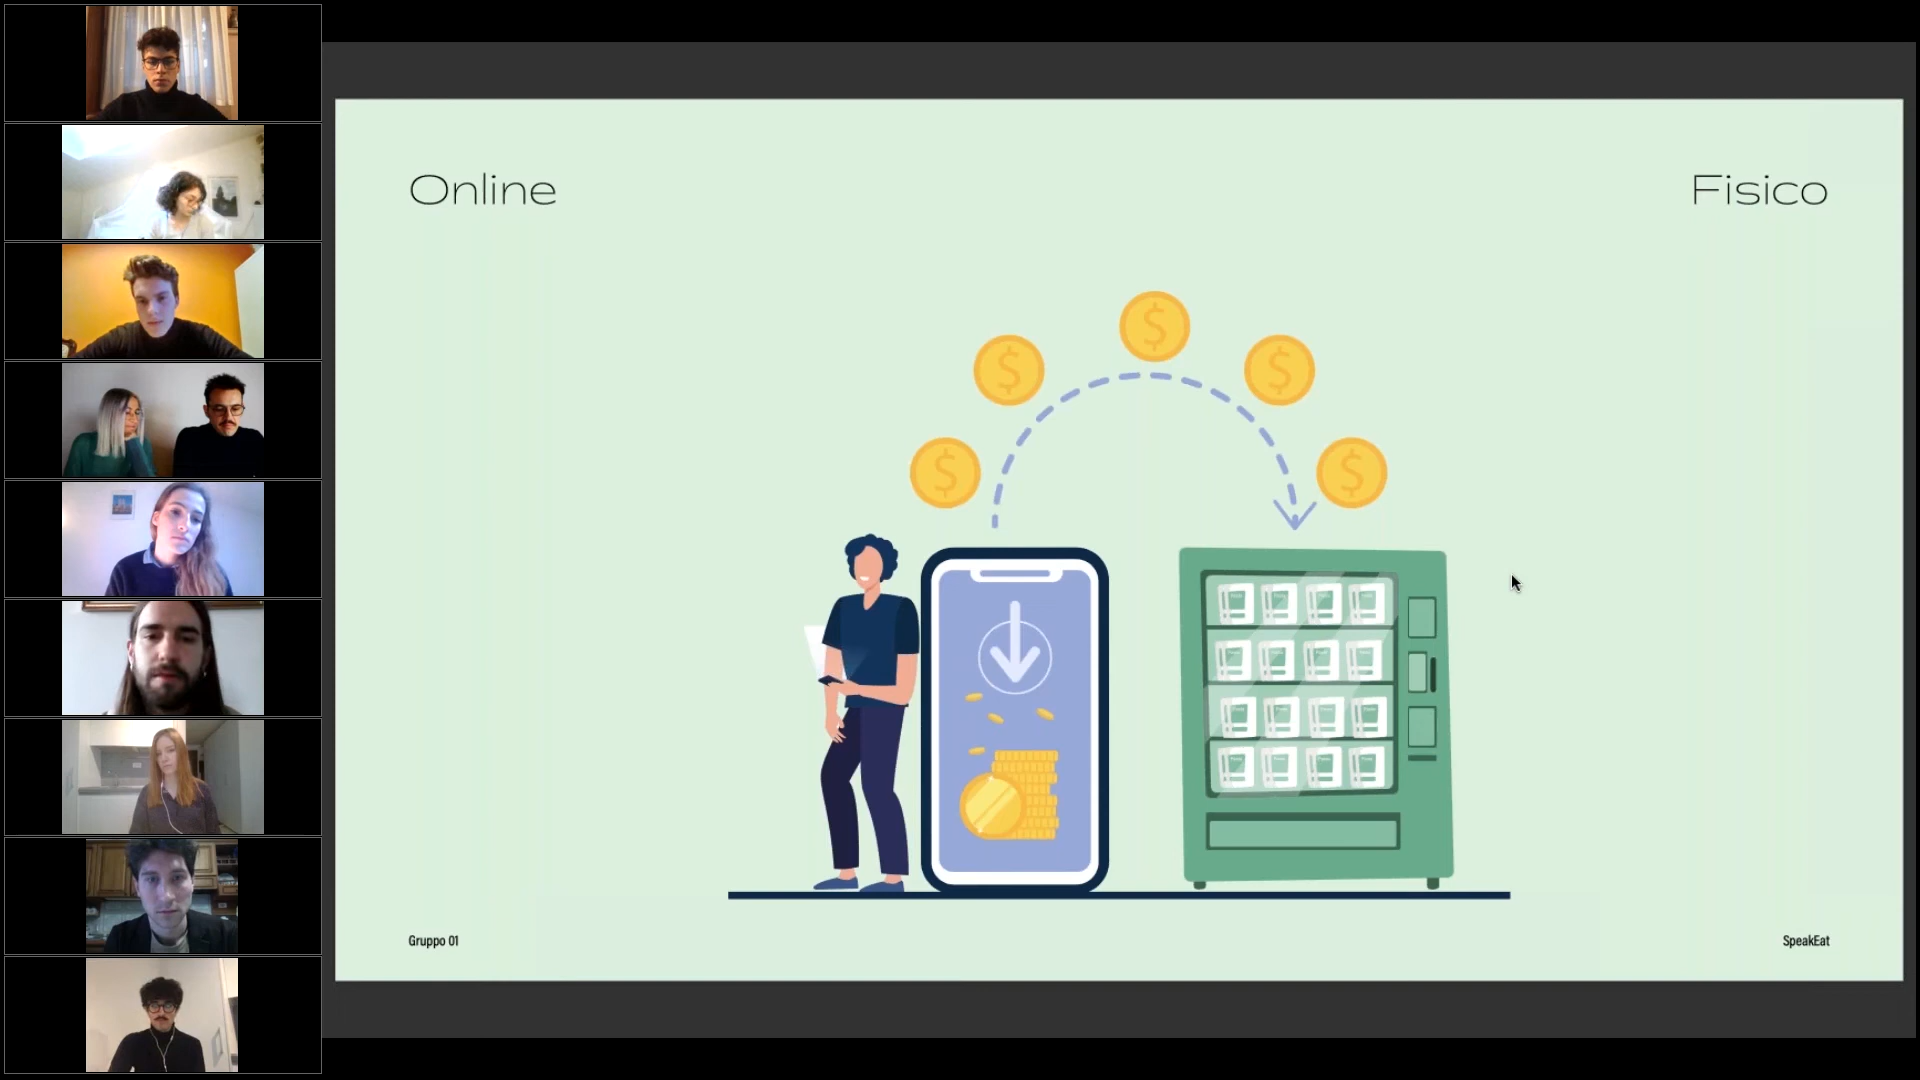 Online
Fisico
$
$
$
$
$
Gruppo 01
SpeakEat